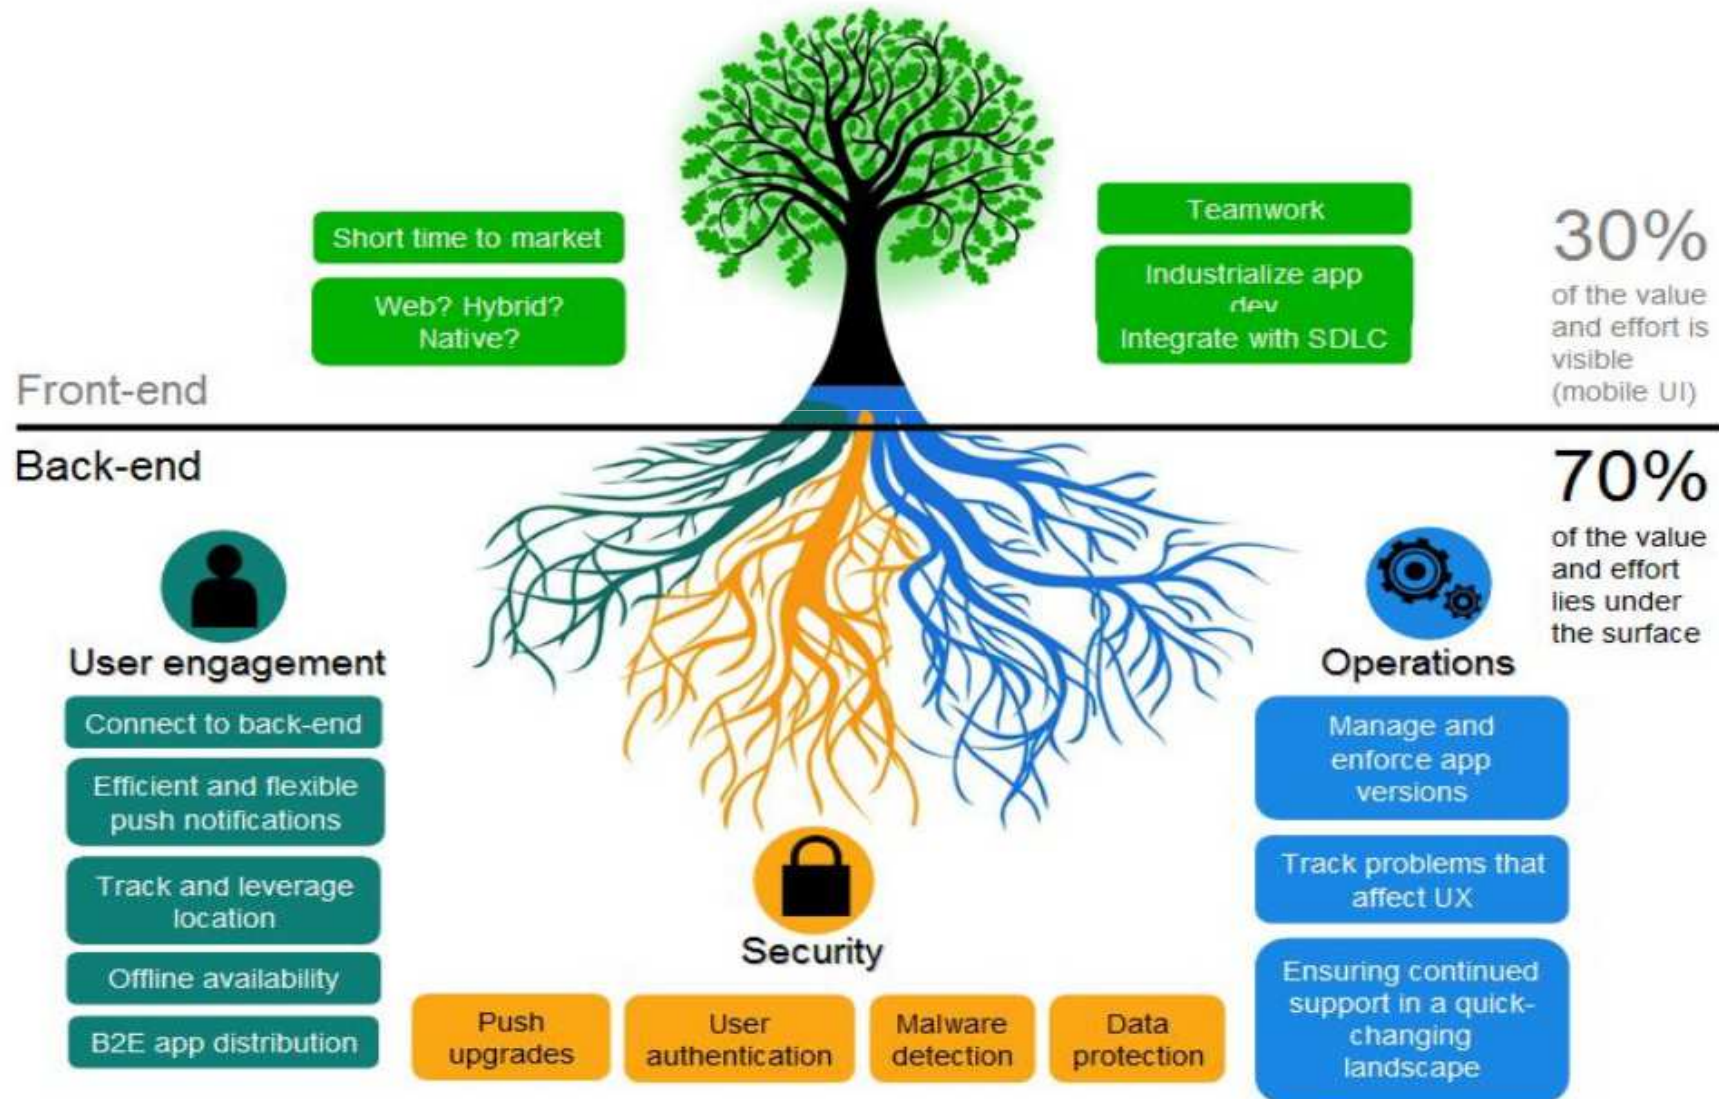 Short time to market
Web? Hybrid?
Native?
Teamwork
Industrialize app
dev
Integrate with SDLC
30%
of the value
and effort is
visible
(mobile UI)
Front-end
Back-end
70%
of the value
and effort
lies under
the surface
User engagement
Connect to back-end
Efficient and flexible
push notifications
Track and leverage
location
Offline availability
B2E app distribution
Security
Push
upgrades
User
authentication
Malware
detection
Data
protection
Operations
Manage and
enforce app
versions
Track problems that
affect UX
Ensuring continued
support in a quick-
changing
landscape